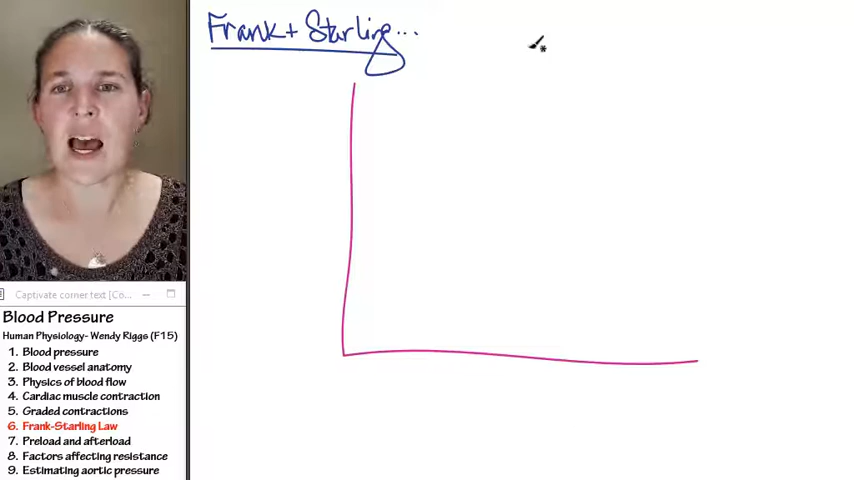 Frank + Starling...
Captivate corner text [Co...
Blood Pressure
Human Physiology- Wendy Riggs (F15)
1. Blood pressure
2. Blood vessel anatomy
3. Physics of blood flow
4. Cardiac muscle contraction
5. Graded contractions
6. Frank-Starling Law
7. Preload and afterload
8. Factors affecting resistance
9. Estimating aortic pressure